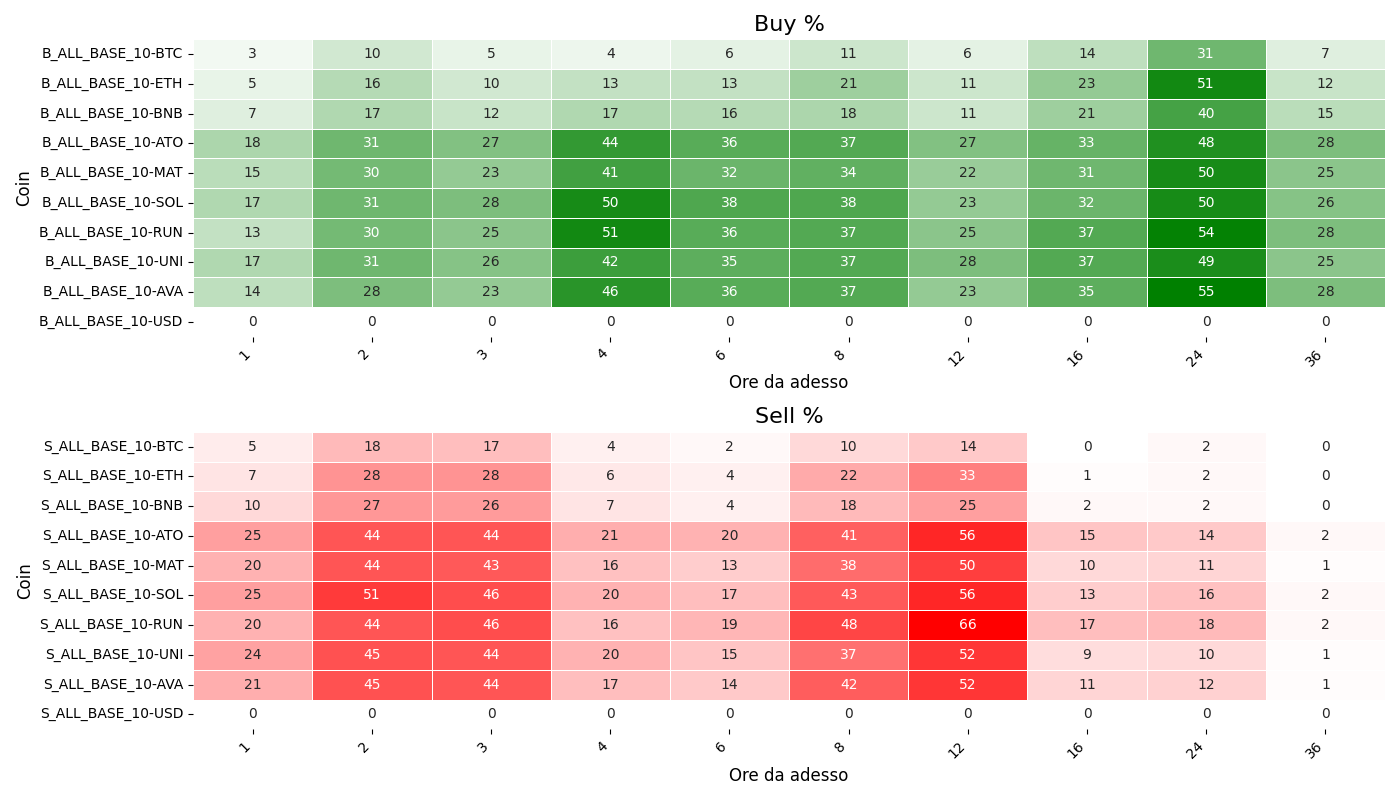 Buy %
Coin
B_ALL_BASE_10-BTC 3 10 5 4 6 11 6 14 31 7
B_ALL_BASE_10-ETH 5 16 10 13 13 21 11 23 51 12
B_ALL_BASE_10-BNB 7 17 12 17 16 18 11 21 40 15
B_ALL_BASE_10-ATO 18 31 27 44 36 37 27 33 48 28
B_ALL_BASE_10-MAT 15 30 23 41 32 34 22 31 50 25
B_ALL_BASE_10-SOL 17 31 28 50 38 38 23 32 50 26
B_ALL_BASE_10-RUN 13 30 25 51 36 37 25 37 54 28
B_ALL_BASE_10-UNI 17 31 26 42 35 37 28 37 49 25
B_ALL_BASE_10-AVA 14 28 23 46 36 37 23 35 55 28
B_ALL_BASE_10-USD 0 0 0 0 0 0 0 0 0 0
1 2 3 4 6 8 12 16 24 36
Ore da adesso
Sell %
Coin
S_ALL_BASE_10-BTC 5 18 17 4 2 10 14 0 2 0
S_ALL_BASE_10-ETH 7 28 28 6 4 22 33 1 2 0
S_ALL_BASE_10-BNB 10 27 26 7 4 18 25 2 2 0
S_ALL_BASE_10-ATO 25 44 44 21 20 41 56 15 14 2
S_ALL_BASE_10-MAT 20 44 43 16 13 38 50 10 11 1
S_ALL_BASE_10-SOL 25 51 46 20 17 43 56 13 16 2
S_ALL_BASE_10-RUN 20 44 46 16 19 48 66 17 18 2
S_ALL_BASE_10-UNI 24 45 44 20 15 37 52 9 10 1
S_ALL_BASE_10-AVA 21 45 44 17 14 42 52 11 12 1
S_ALL_BASE_10-USD 0 0 0 0 0 0 0 0 0 0
1 2 3 4 6 8 12 16 24 36
Ore da adesso